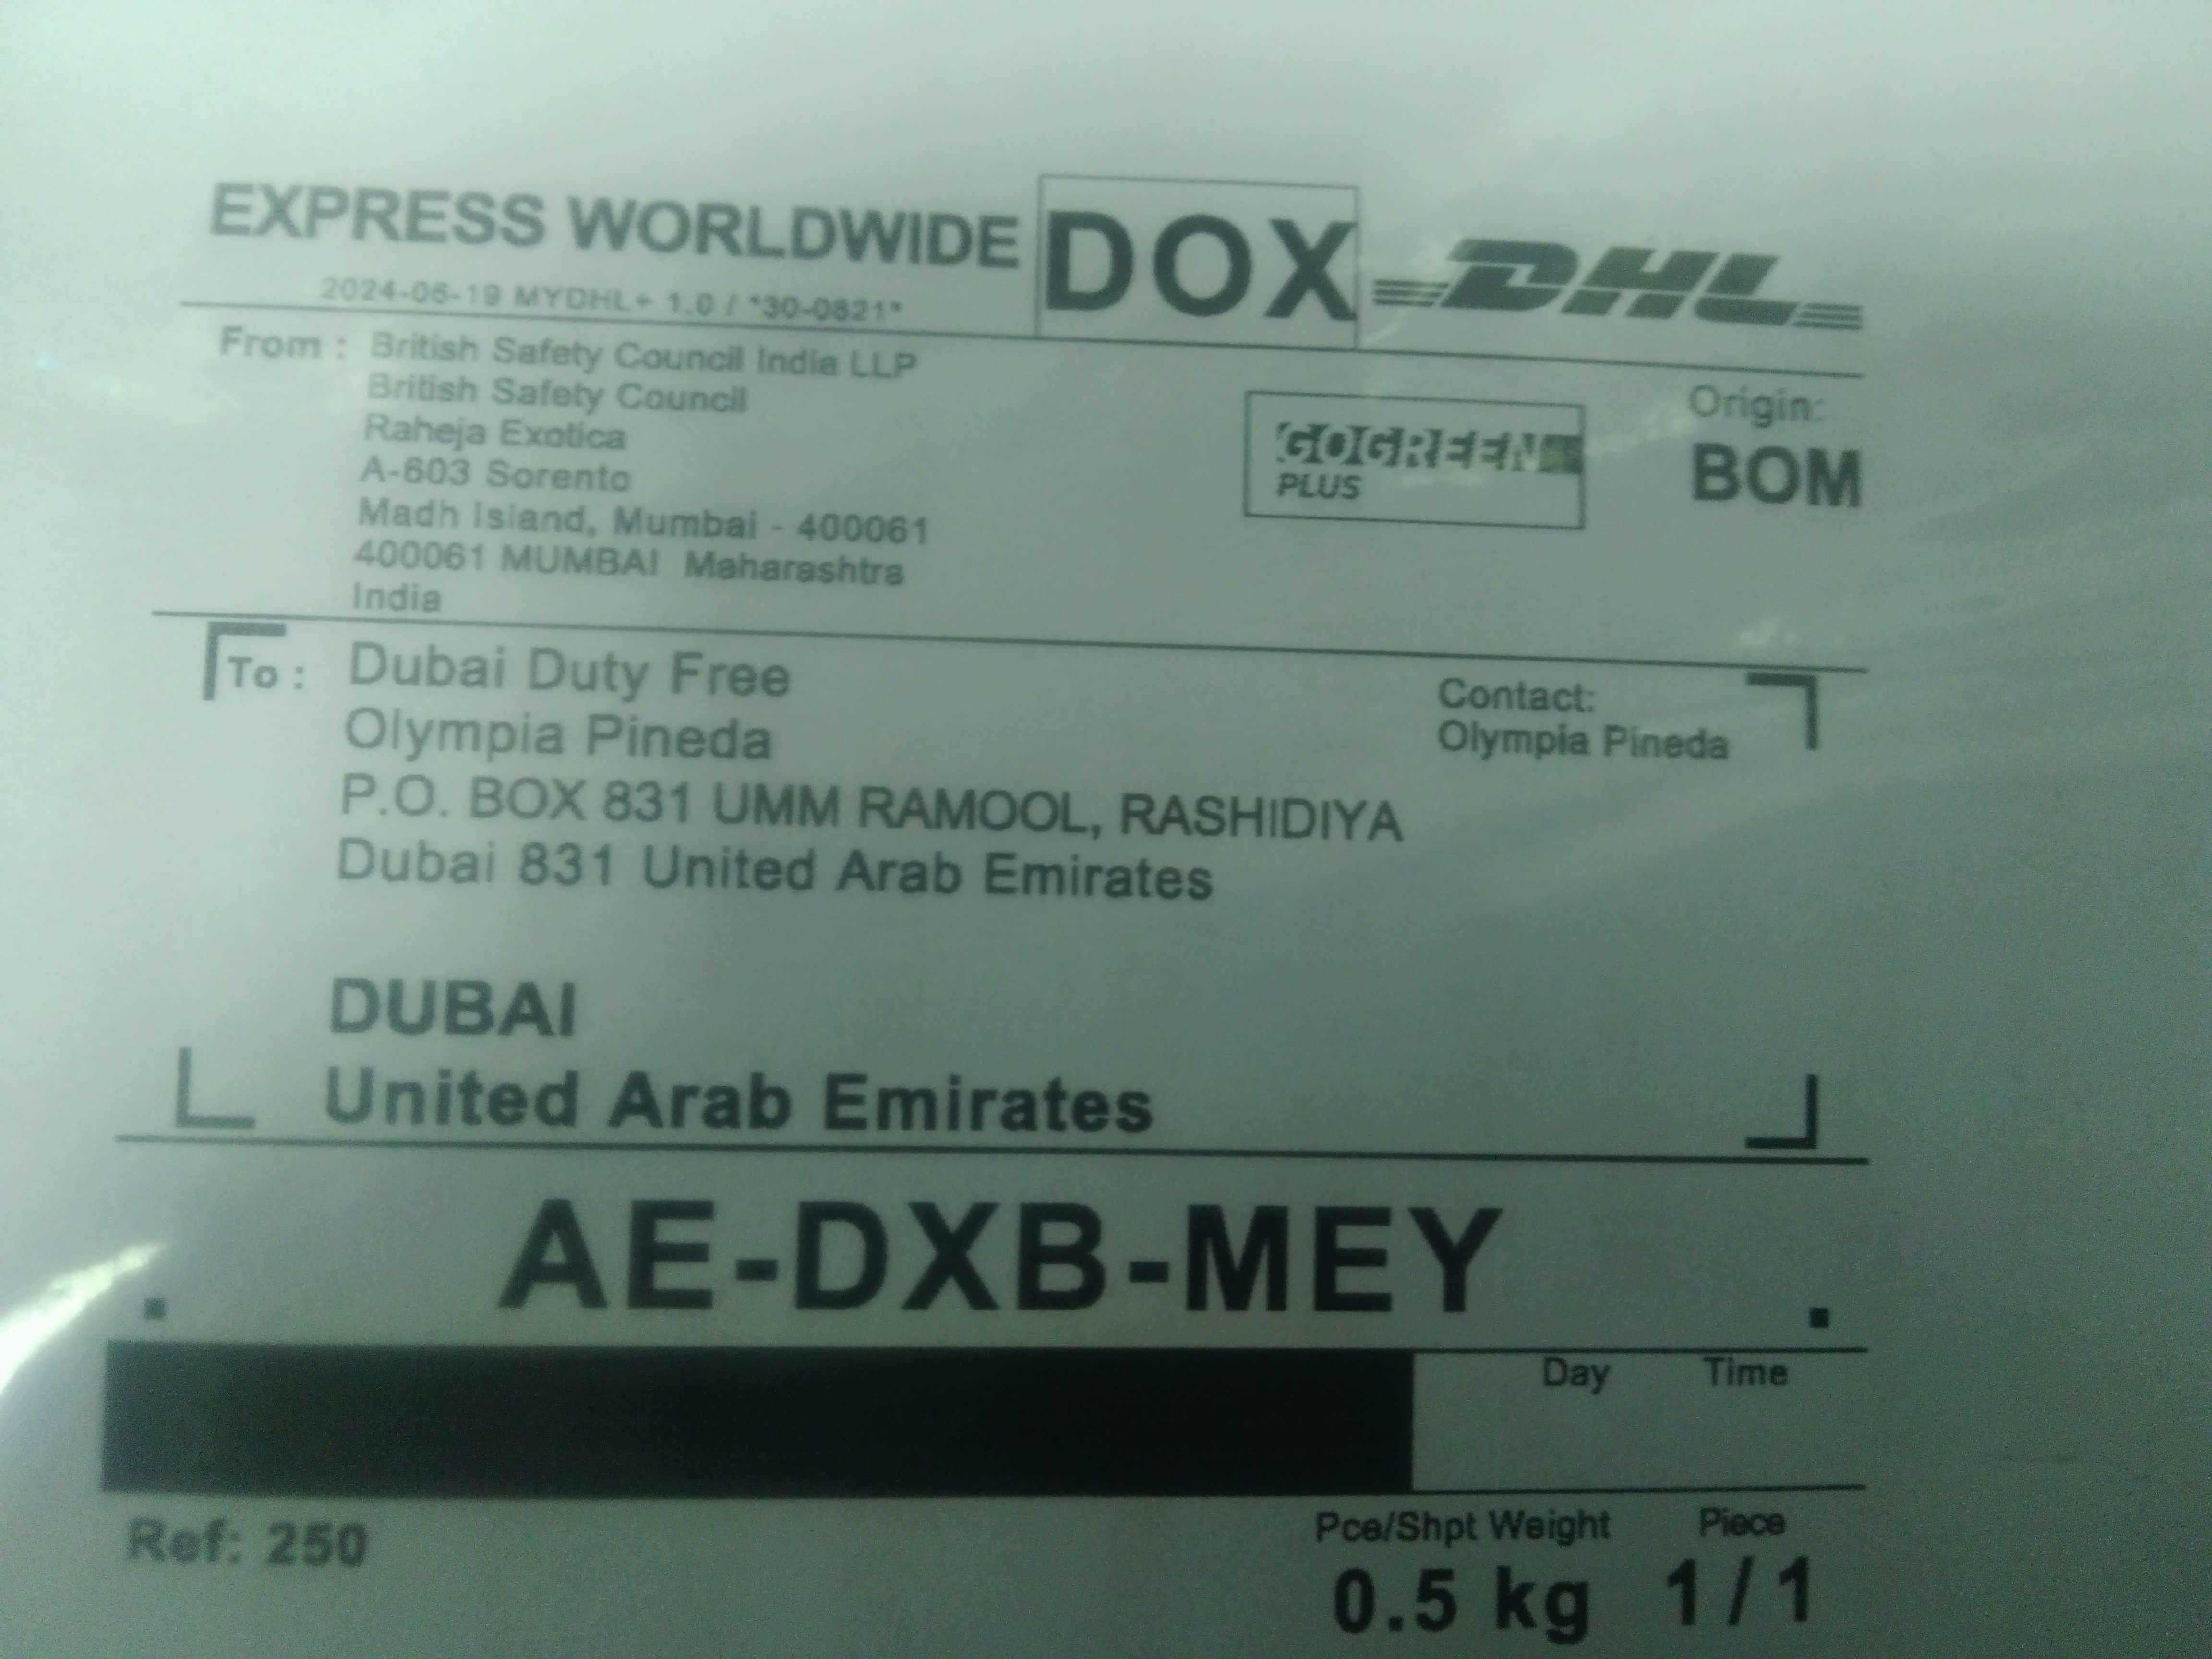 EXPRESS WORLDWIDE DOX DHL
2024-06-19 MYDHL+ 1.0 / *30-0821*
From : British Safety Council India LLP
British Safety Council
Raheja Exotica
A-603 Sorento
Madh Island, Mumbai - 400061
400061 MUMBAI Maharashtra
India
GOGREEN
PLUS
Origin:
BOM
To : Dubai Duty Free
Olympia Pineda
P.O. BOX 831 UMM RAMOOL, RASHIDIYA
Dubai 831 United Arab Emirates
Contact:
Olympia Pineda
DUBAI
United Arab Emirates
AE-DXB-MEY
Day Time
Ref: 250
Pce/Shpt Weight Piece
0.5 kg 1 / 1